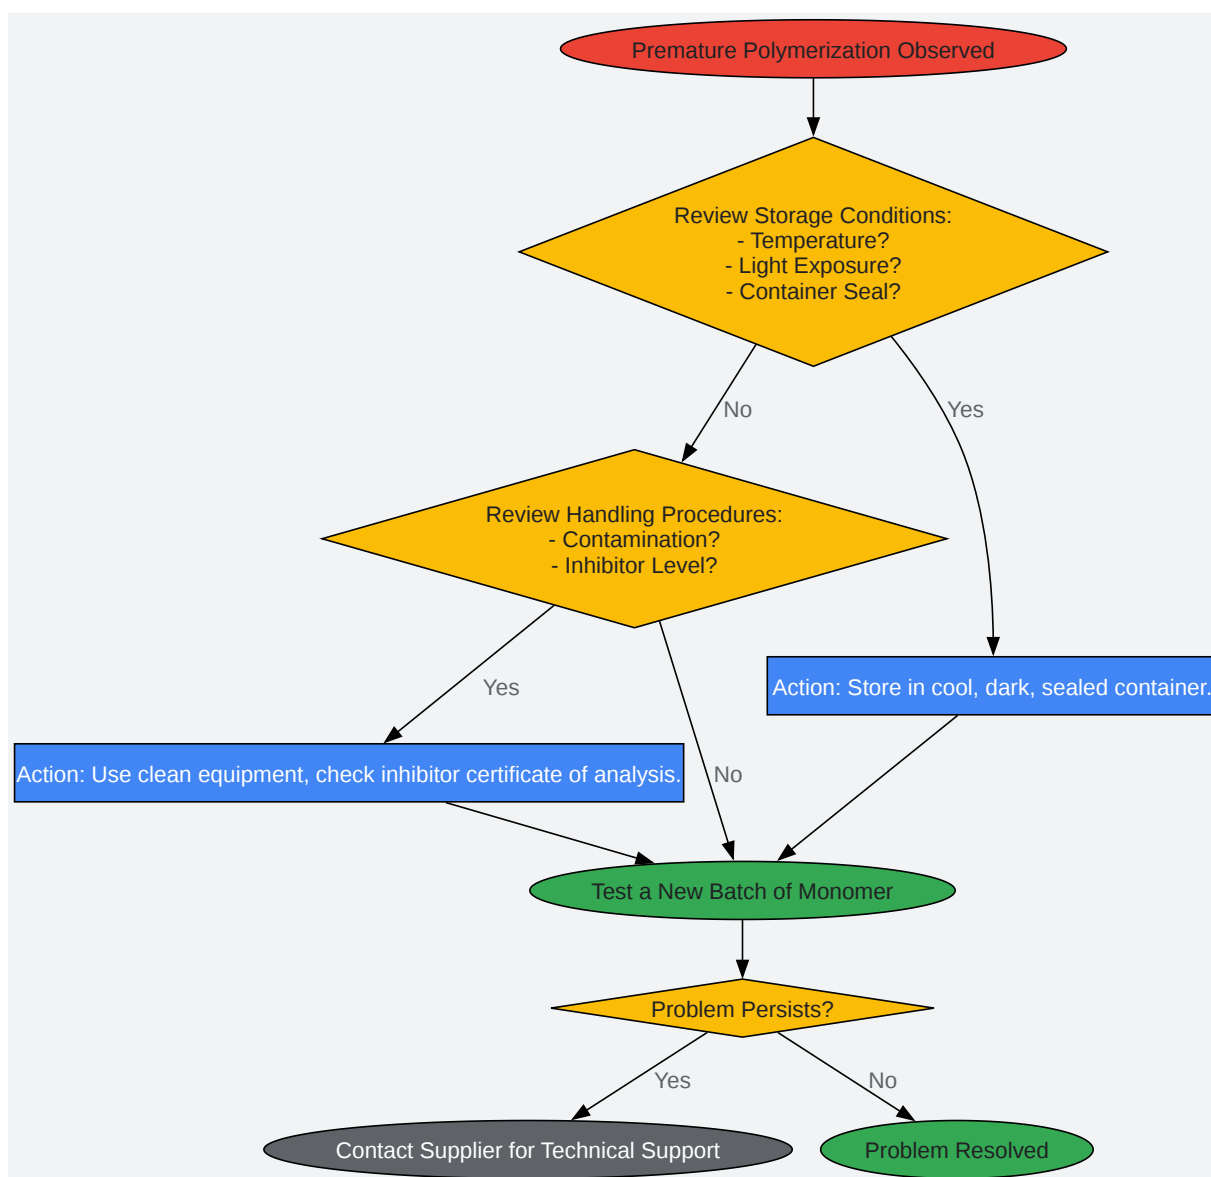 Premature Polymerization Observed
Review Storage Conditions:
- Temperature?
- Light Exposure?
- Container Seal?
No
Yes
Review Handling Procedures:
- Contamination?
- Inhibitor Level?
Yes
Action: Store in cool, dark, sealed container.
Action: Use clean equipment, check inhibitor certificate of analysis.
No
Test a New Batch of Monomer
Problem Persists?
Yes
No
Contact Supplier for Technical Support
Problem Resolved